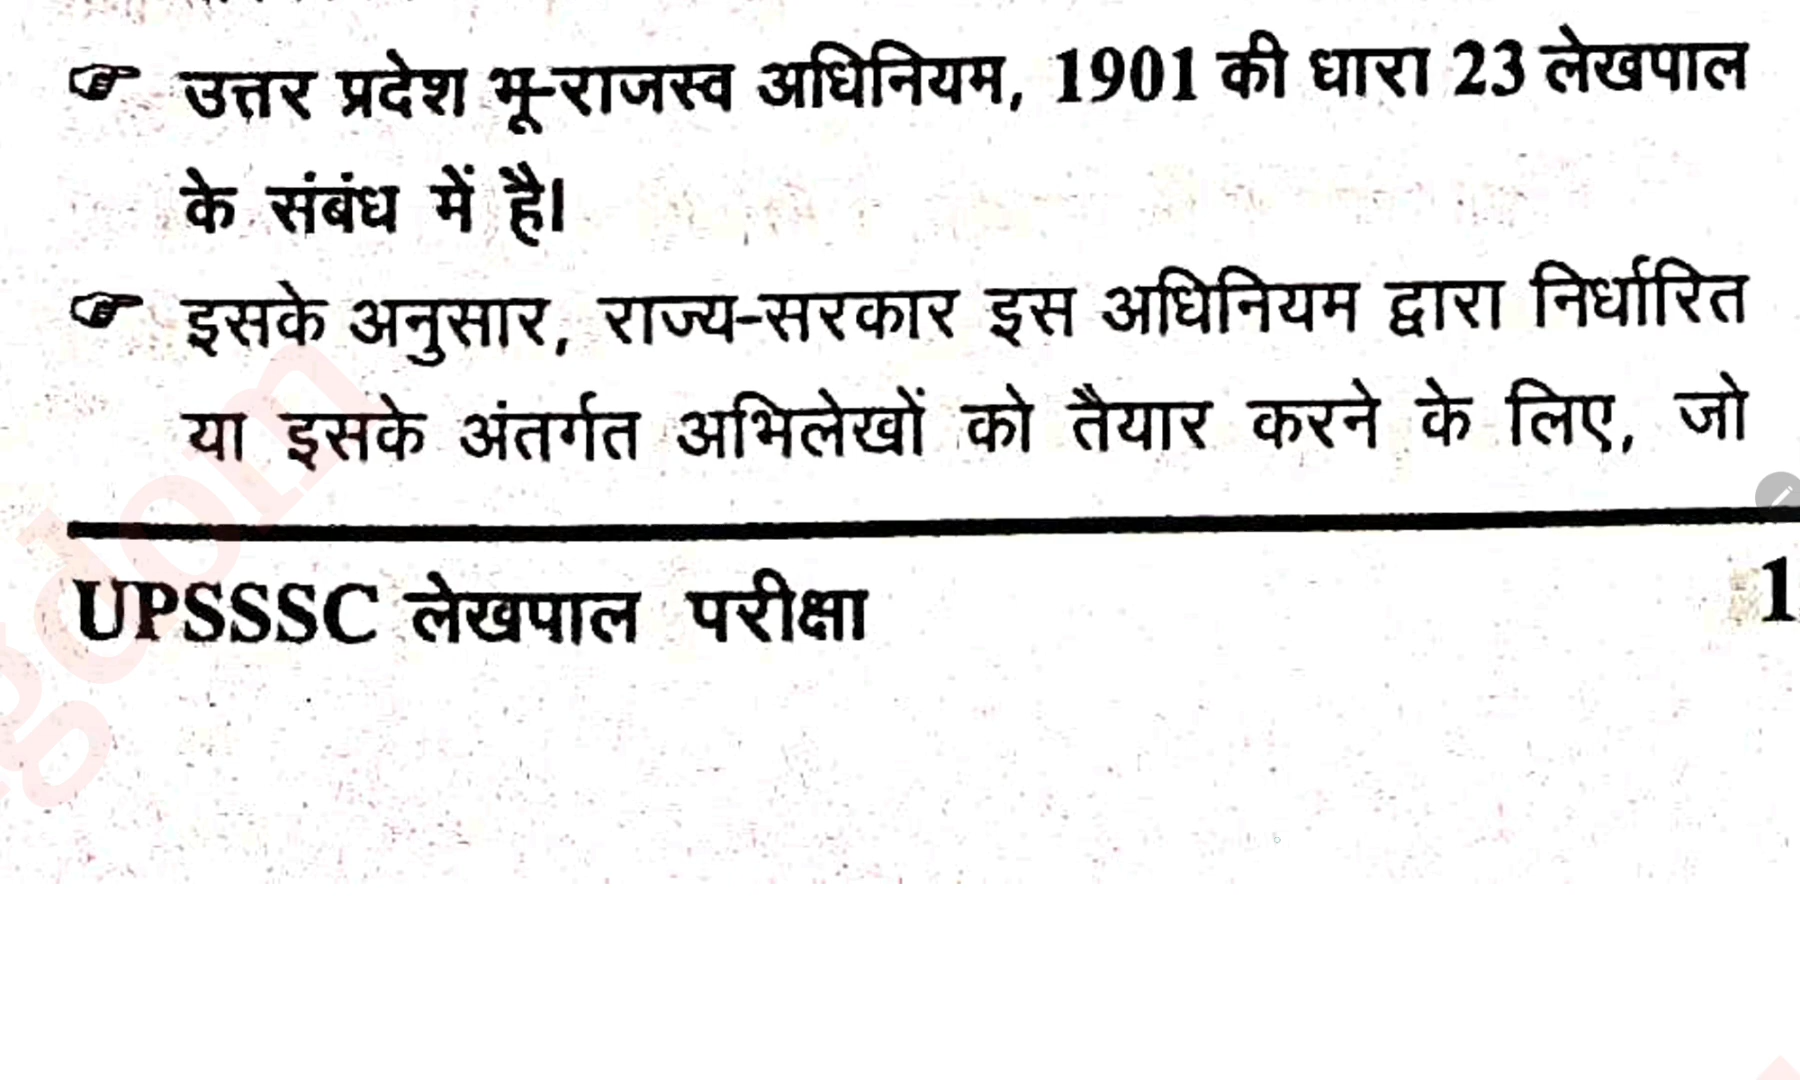 ☞ उत्तर प्रदेश भू-राजस्व अधिनियम, 1901 की धारा 23 लेखपाल
के संबंध में है।
☞ इसके अनुसार, राज्य-सरकार इस अधिनियम द्वारा निर्धारित
या इसके अंतर्गत अभिलेखों को तैयार करने के लिए, जो
UPSSSC लेखपाल परीक्षा 1